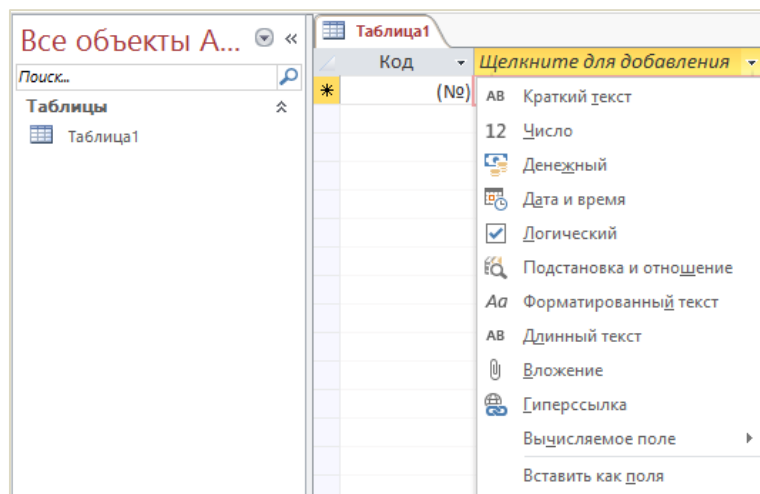 Все объекты A...
Поиск...
Таблицы
Таблица1
Таблица1
Код
Щелкните для добавления
(№)
AB Краткий текст
12 Число
Денежный
Дата и время
Логический
Подстановка и отношение
Aa Форматированный текст
AB Длинный текст
Вложение
Гиперссылка
Вычисляемое поле
Вставить как поля